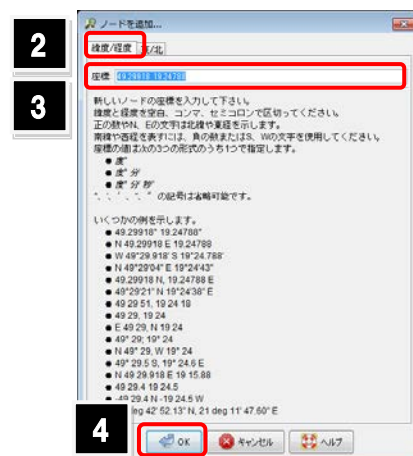 ノードを追加...
2
緯度/経度 東/北
座標: 49.29918 19.24788
3
新しいノードの座標を入力して下さい。
緯度と経度を空白、コンマ、セミコロンで区切ってください。
正の数やN、Eの文字は北緯や東経を示します。
南緯や西経を表すには、負の数またはS、Wの文字を使用してください。
座標の値は次の3つの形式のうち1つで指定します。
● 度°
● 度° 分'
● 度° 分' 秒"
°、'、′、"、″ の記号は省略可能です。
いくつかの例を示します。
● 49.29918° 19.24788°
● N 49.29918 E 19.24788
● W 49°29.918' S 19°24.788'
● N 49°29'04" E 19°24'43"
● 49.29918 N, 19.24788 E
● 49°29'21" N 19°24'38" E
● 49 29 51, 19 24 18
● 49 29, 19 24
● E 49 29, N 19 24
● 49° 29; 19° 24
● N 49° 29, W 19° 24
● 49° 29.5 S, 19° 24.6 E
● N 49 29.918 E 19 15.88
● 49 29.4 19 24.5
-49 29.4 N -19 24.5 W
4
eg 42' 52.13" N, 21 deg 11' 47.60" E
OK キャンセル ヘルプ